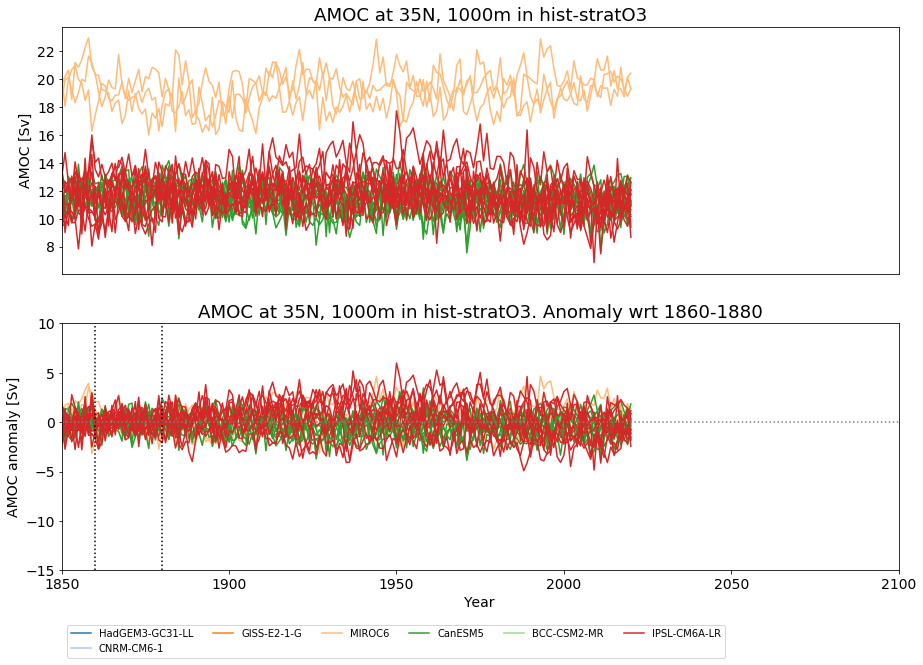 AMOC at 35N, 1000m in hist-stratO3
22
20
18
16
14
12
10
8
AMOC [Sv]
AMOC at 35N, 1000m in hist-stratO3. Anomaly wrt 1860-1880
10
5
0
−5
−10
−15
AMOC anomaly [Sv]
1850 1900 1950 2000 2050 2100
Year
HadGEM3-GC31-LL GISS-E2-1-G MIROC6 CanESM5 BCC-CSM2-MR IPSL-CM6A-LR
CNRM-CM6-1